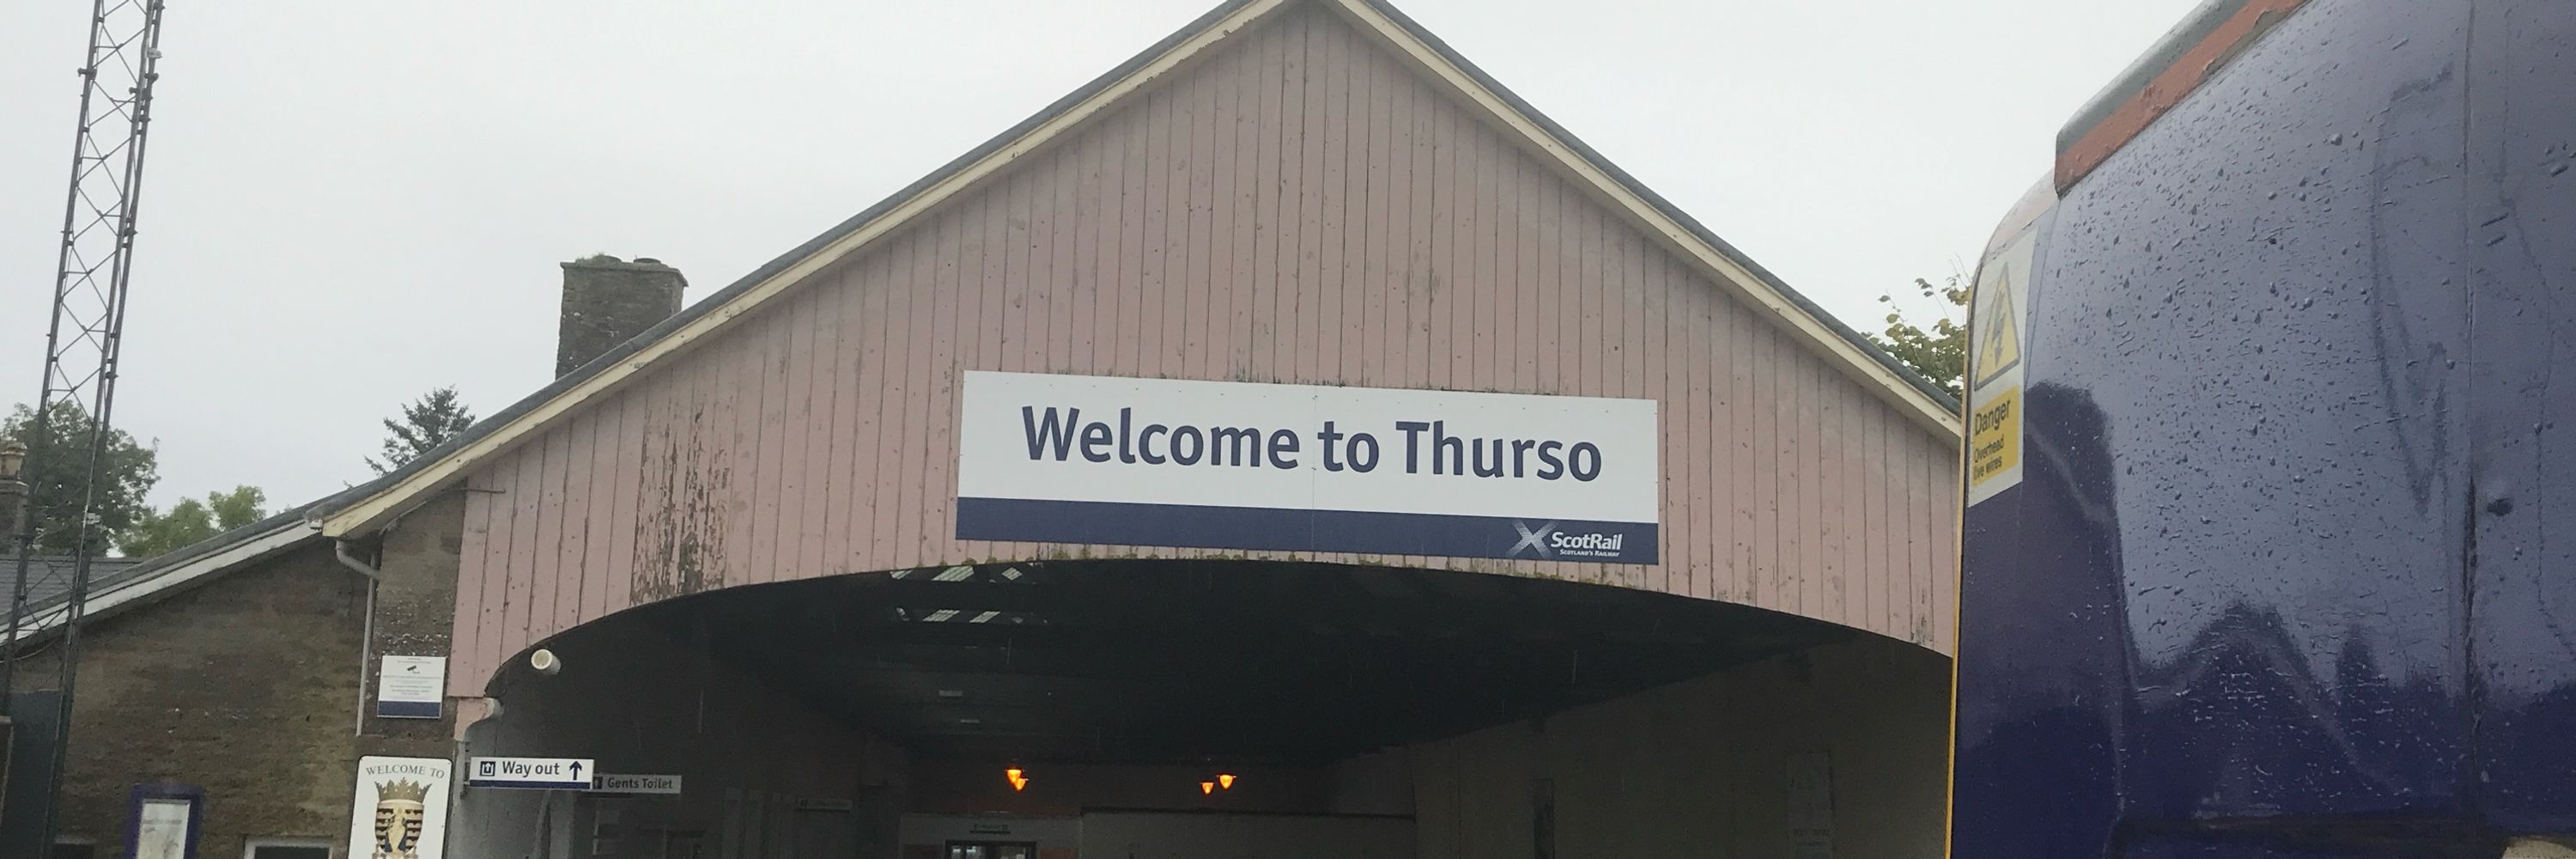 Welcome to Thurso
ScotRail
SCOTLAND'S RAILWAY
Danger
Overhead
live wires
WELCOME TO
Way out
Gents Toilet